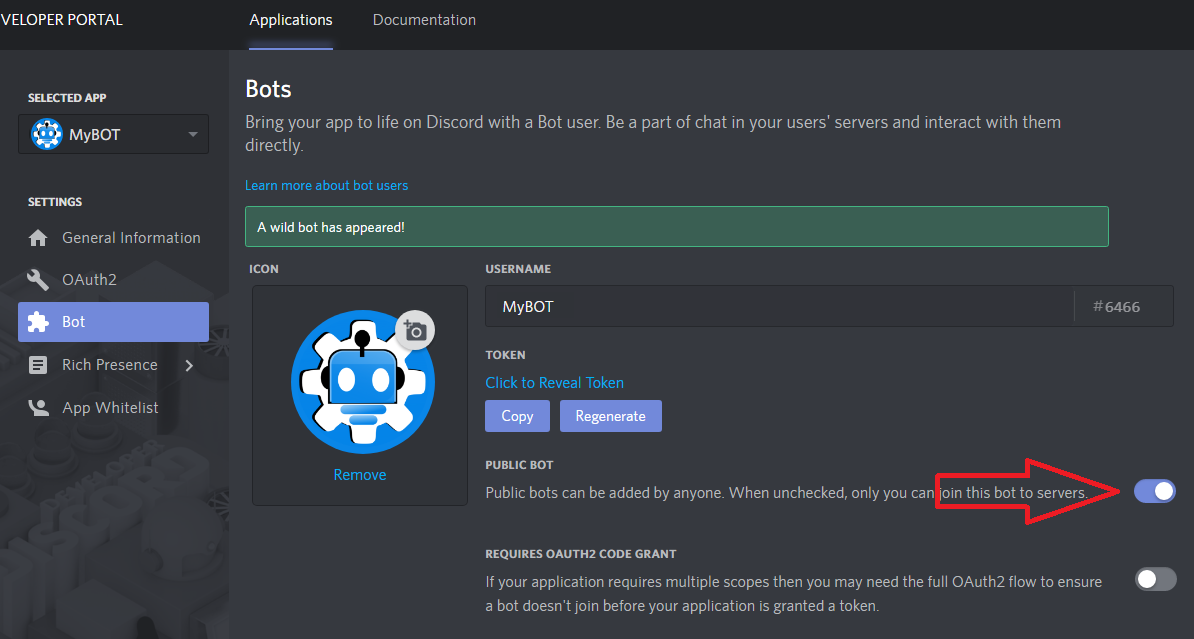 VELOPER PORTAL
Applications
Documentation
SELECTED APP
MyBOT
SETTINGS
General Information
OAuth2
Bot
Rich Presence
App Whitelist
Bots
Bring your app to life on Discord with a Bot user. Be a part of chat in your users' servers and interact with them
directly.
Learn more about bot users
A wild bot has appeared!
ICON
Remove
USERNAME
MyBOT
#6466
TOKEN
Click to Reveal Token
Copy
Regenerate
PUBLIC BOT
Public bots can be added by anyone. When unchecked, only you can join this bot to servers.
REQUIRES OAUTH2 CODE GRANT
If your application requires multiple scopes then you may need the full OAuth2 flow to ensure
a bot doesn't join before your application is granted a token.